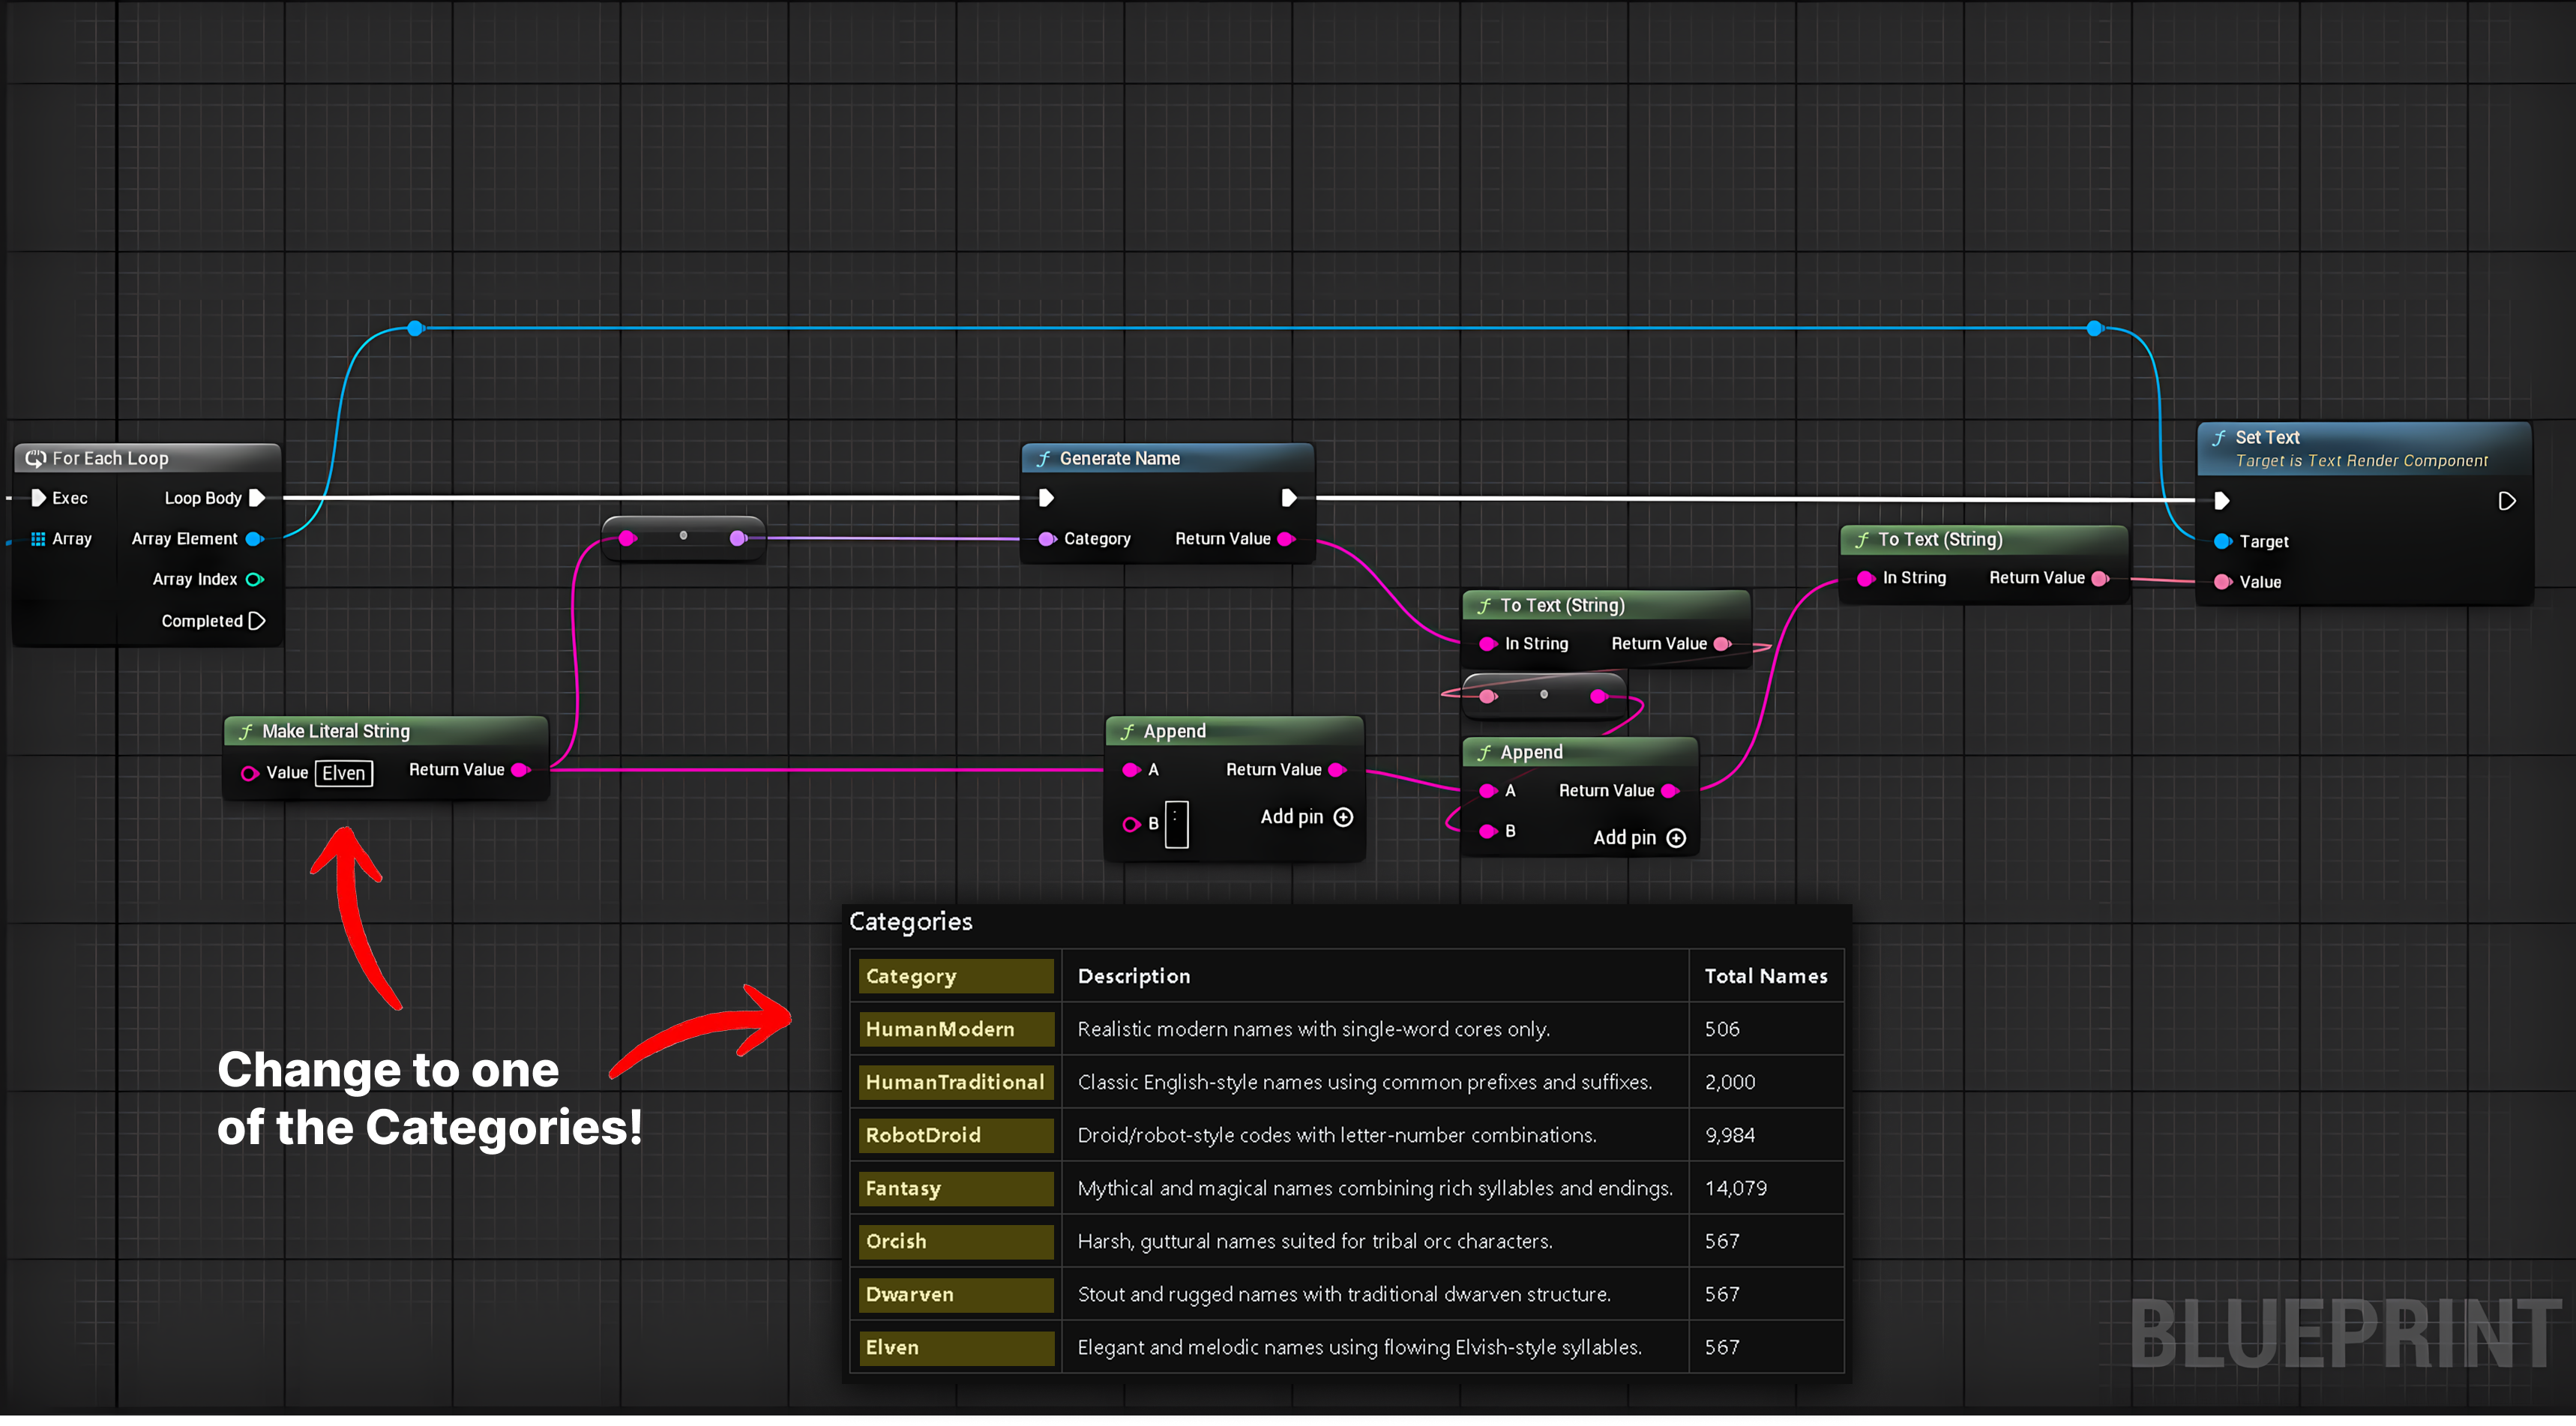 For Each Loop
Exec Loop Body
Array Array Element
Array Index
Completed
f Generate Name
Category Return Value
f Set Text
Target is Text Render Component
Target
Value
f To Text (String)
In String Return Value
f To Text (String)
In String Return Value
f Make Literal String
Value Elven Return Value
f Append
A Return Value
B : Add pin
f Append
A Return Value
B Add pin
Change to one
of the Categories!
Categories
Category Description Total Names
HumanModern Realistic modern names with single-word cores only. 506
HumanTraditional Classic English-style names using common prefixes and suffixes. 2,000
RobotDroid Droid/robot-style codes with letter-number combinations. 9,984
Fantasy Mythical and magical names combining rich syllables and endings. 14,079
Orcish Harsh, guttural names suited for tribal orc characters. 567
Dwarven Stout and rugged names with traditional dwarven structure. 567
Elven Elegant and melodic names using flowing Elvish-style syllables. 567
BLUEPRINT